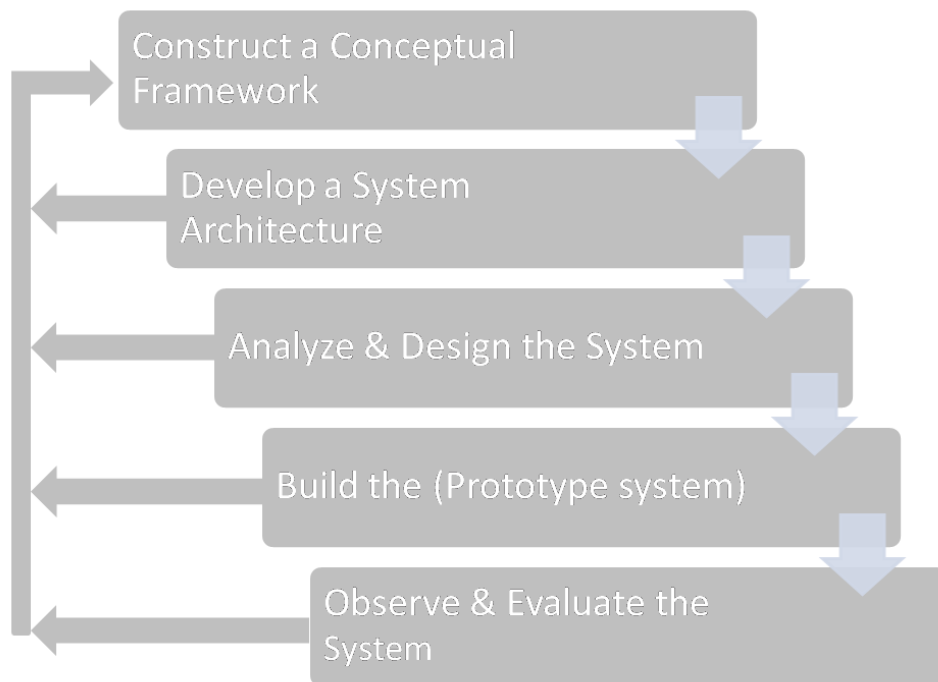 Construct a Conceptual
Framework
Develop a System
Architecture
Analyze & Design the System
Build the (Prototype system)
Observe & Evaluate the
System